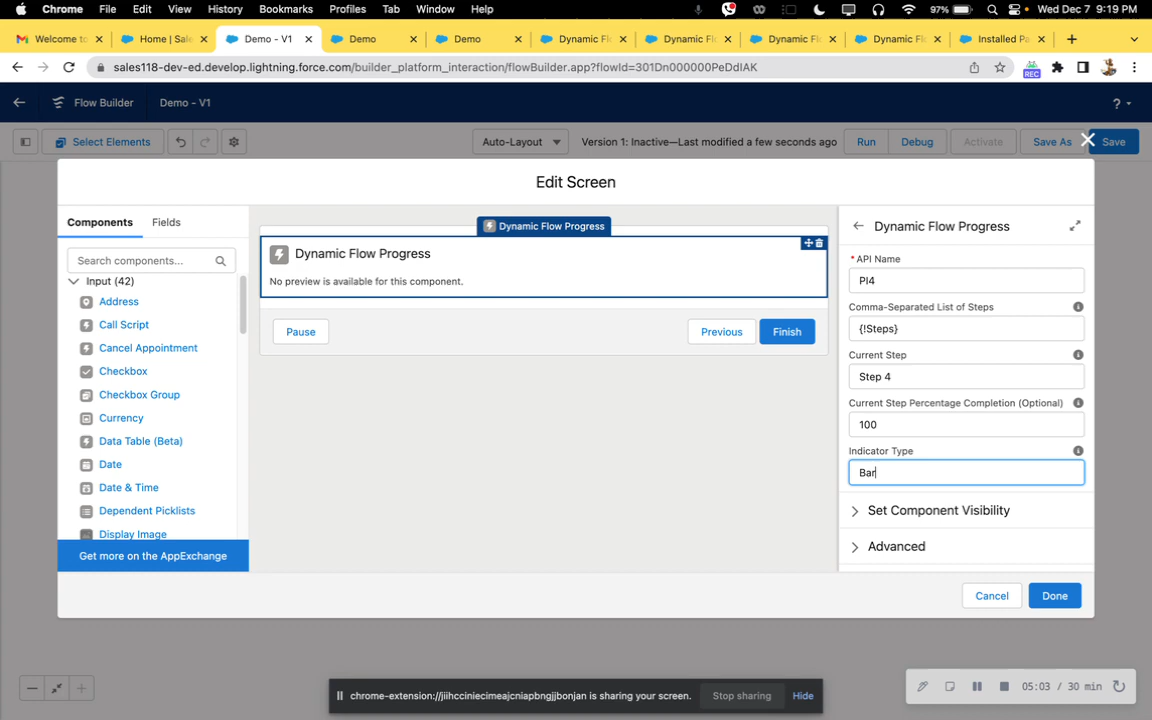 Chrome File Edit View History Bookmarks Profiles Tab Window Help 97% Wed Dec 7 9:19 PM
Welcome to Home | Sale Demo - V1 Demo Demo Dynamic Fl Dynamic Fl Dynamic Fl Dynamic Fl Installed Pa
sales118-dev-ed.develop.lightning.force.com/builder_platform_interaction/flowBuilder.app?flowId=301Dn000000PeDdIAK
REC
Flow Builder Demo - V1 ?
Select Elements Auto-Layout Version 1: Inactive—Last modified a few seconds ago Run Debug Activate Save As Save
Edit Screen
Components Fields
Search components...
Input (42)
Address
Call Script
Cancel Appointment
Checkbox
Checkbox Group
Currency
Data Table (Beta)
Date
Date & Time
Dependent Picklists
Display Image
Get more on the AppExchange
Dynamic Flow Progress
Dynamic Flow Progress
No preview is available for this component.
Pause Previous Finish
Dynamic Flow Progress
* API Name
PI4
Comma-Separated List of Steps
{!Steps}
Current Step
Step 4
Current Step Percentage Completion (Optional)
100
Indicator Type
Bar
Set Component Visibility
Advanced
Cancel Done
chrome-extension://jiihcciniecimeajcniapbngjjbonjan is sharing your screen. Stop sharing Hide
05:03 / 30 min